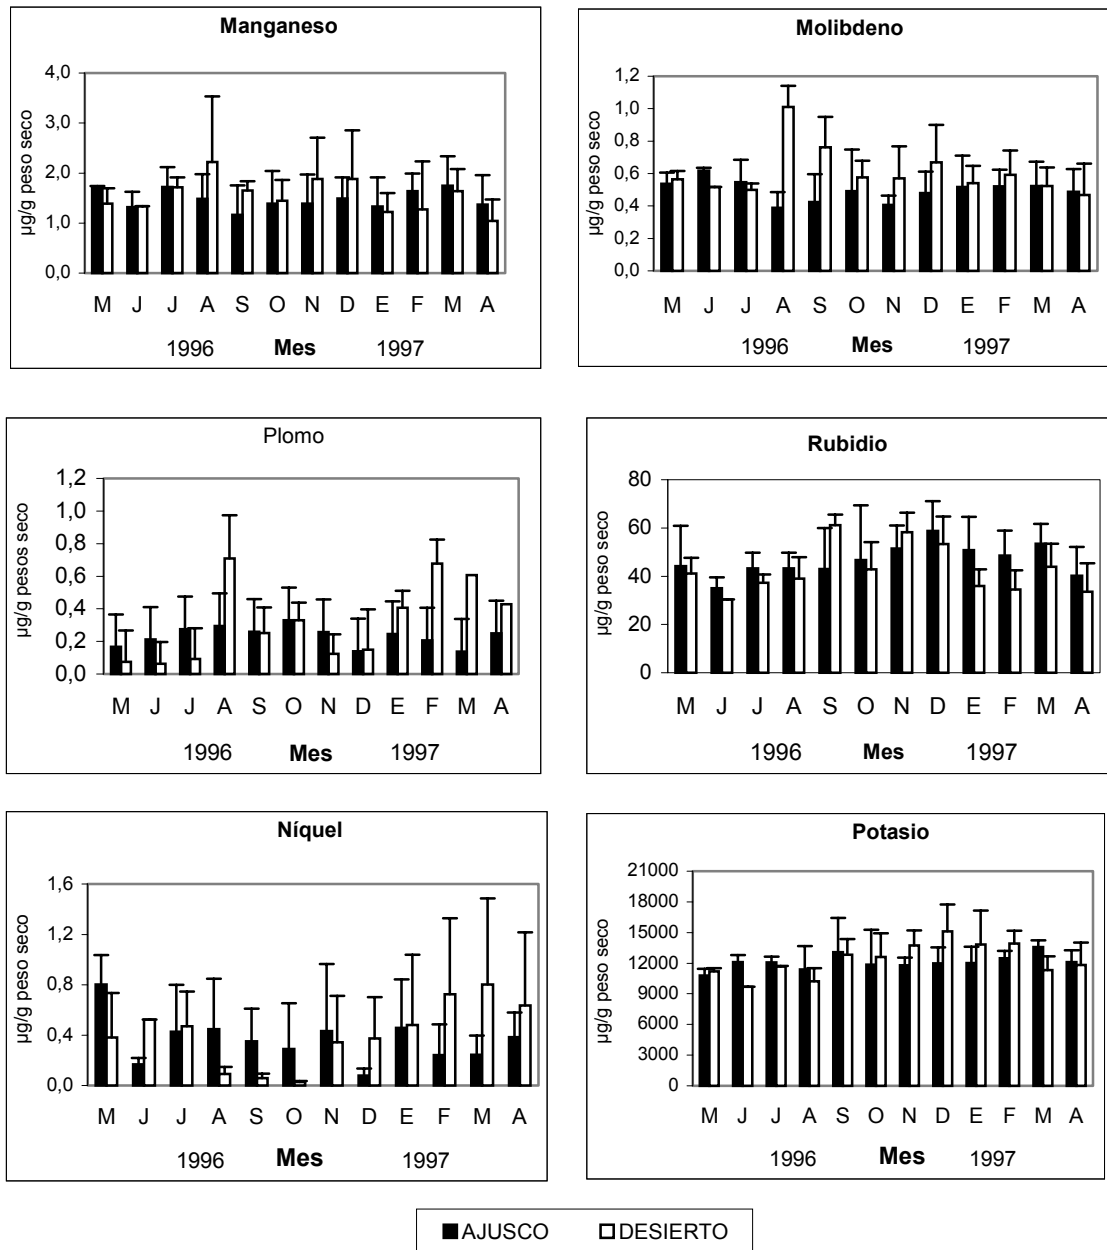 Manganeso
µg/g peso seco
4,0
3,0
2,0
1,0
0,0
M J J A S O N D E F M A
1996 Mes 1997
Molibdeno
µg/g peso seco
1,2
1,0
0,8
0,6
0,4
0,2
0,0
M J J A S O N D E F M A
1996 Mes 1997
Plomo
µg/g pesos seco
1,2
1,0
0,8
0,6
0,4
0,2
0,0
M J J A S O N D E F M A
1996 Mes 1997
Rubidio
µg/g peso seco
80
60
40
20
0
M J J A S O N D E F M A
1996 Mes 1997
Níquel
µg/g peso seco
1,6
1,2
0,8
0,4
0,0
M J J A S O N D E F M A
1996 Mes 1997
Potasio
µg/g peso seco
21000
18000
15000
12000
9000
6000
3000
0
M J J A S O N D E F M A
1996 Mes 1997
AJUSCO DESIERTO